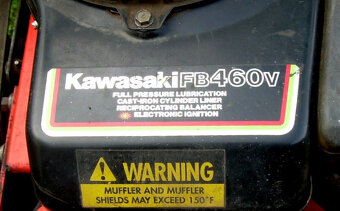 Kawasaki FB460V
FULL PRESSURE LUBRICATION
CAST-IRON CYLINDER LINER
RECIPROCATING BALANCER
ELECTRONIC IGNITION
WARNING
MUFFLER AND MUFFLER
SHIELDS MAY EXCEED 150°F